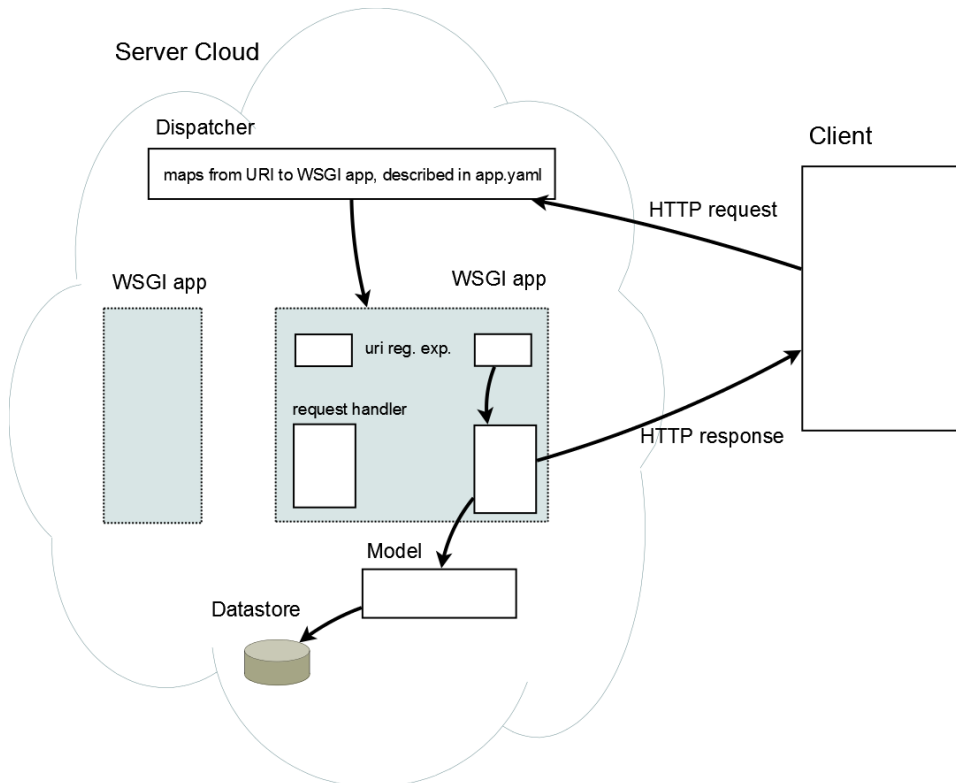 Server Cloud
Dispatcher
maps from URI to WSGI app, described in app.yaml
Client
HTTP request
WSGI app
WSGI app
uri reg. exp.
request handler
HTTP response
Model
Datastore